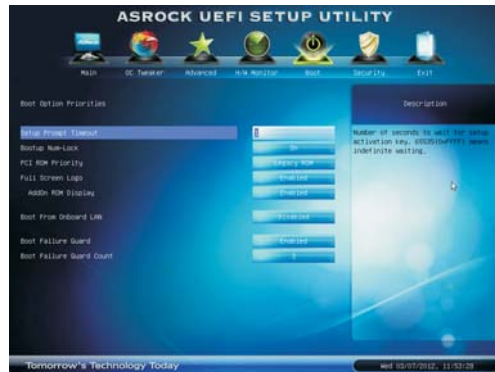 ASROCK UEFI SETUP UTILITY
Main OC Tweaker Advanced H/W Monitor Boot Security Exit
Boot Option Priorities
Description
Setup Prompt Timeout
Number of seconds to wait for setup
activation key. 65535(0xFFFF) means
indefinite waiting.
Bootup Num-Lock On
PCI ROM Priority Legacy ROM
Full Screen Logo Enabled
AddOn ROM Display Enabled
Boot From Onboard LAN Disabled
Boot Failure Guard Enabled
Boot Failure Guard Count
Tomorrow's Technology Today
Wed 03/07/2012, 11:53:28